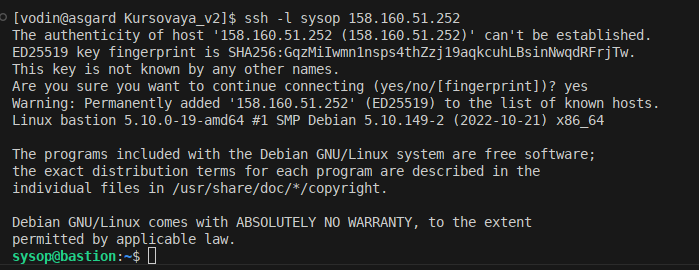 [vodin@asgard Kursovaya_v2]$ ssh -l sysop 158.160.51.252
The authenticity of host '158.160.51.252 (158.160.51.252)' can't be established.
ED25519 key fingerprint is SHA256:GqzMiIwmn1nsps4thZzj19aqkcuhLBsinNwqdRFrjTw.
This key is not known by any other names.
Are you sure you want to continue connecting (yes/no/[fingerprint])? yes
Warning: Permanently added '158.160.51.252' (ED25519) to the list of known hosts.
Linux bastion 5.10.0-19-amd64 #1 SMP Debian 5.10.149-2 (2022-10-21) x86_64

The programs included with the Debian GNU/Linux system are free software;
the exact distribution terms for each program are described in the
individual files in /usr/share/doc/*/copyright.

Debian GNU/Linux comes with ABSOLUTELY NO WARRANTY, to the extent
permitted by applicable law.
sysop@bastion:~$